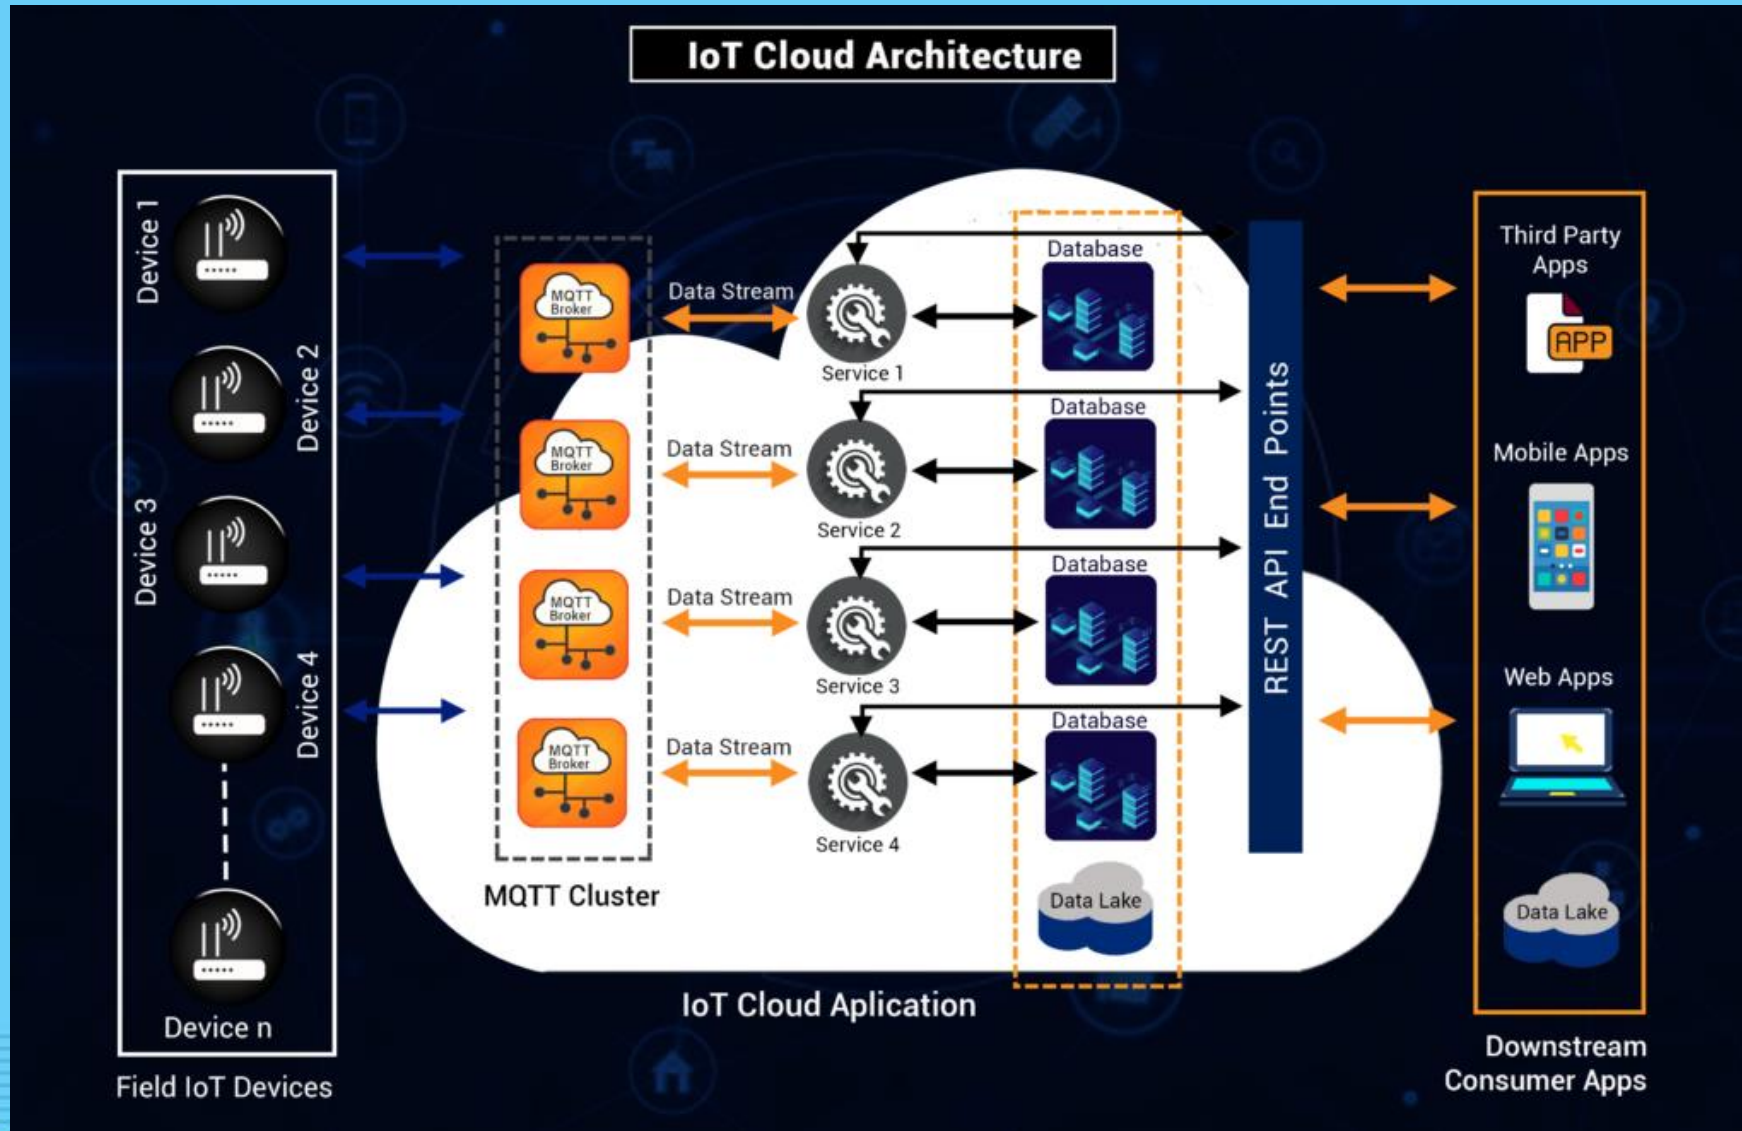 IoT Cloud Architecture
Device 1
Device 2
Device 3
Device 4
Device n
Field IoT Devices
MQTT
Broker
MQTT
Broker
MQTT
Broker
MQTT
Broker
MQTT Cluster
Data Stream
Data Stream
Data Stream
Data Stream
Service 1
Service 2
Service 3
Service 4
Database
Database
Database
Database
Data Lake
IoT Cloud Aplication
REST API End Points
Third Party
Apps
APP
Mobile Apps
Web Apps
Data Lake
Downstream
Consumer Apps